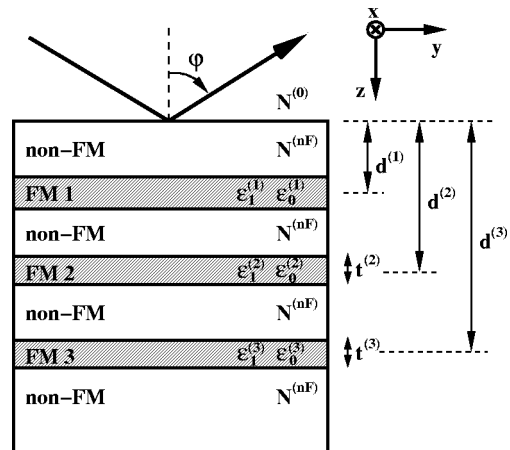 x
y
z
φ
N^(0)
non−FM N^(nF)
d^(1)
FM 1 ε_1^(1) ε_0^(1)
d^(2)
non−FM N^(nF)
d^(3)
FM 2 ε_1^(2) ε_0^(2) t^(2)
non−FM N^(nF)
FM 3 ε_1^(3) ε_0^(3) t^(3)
non−FM N^(nF)